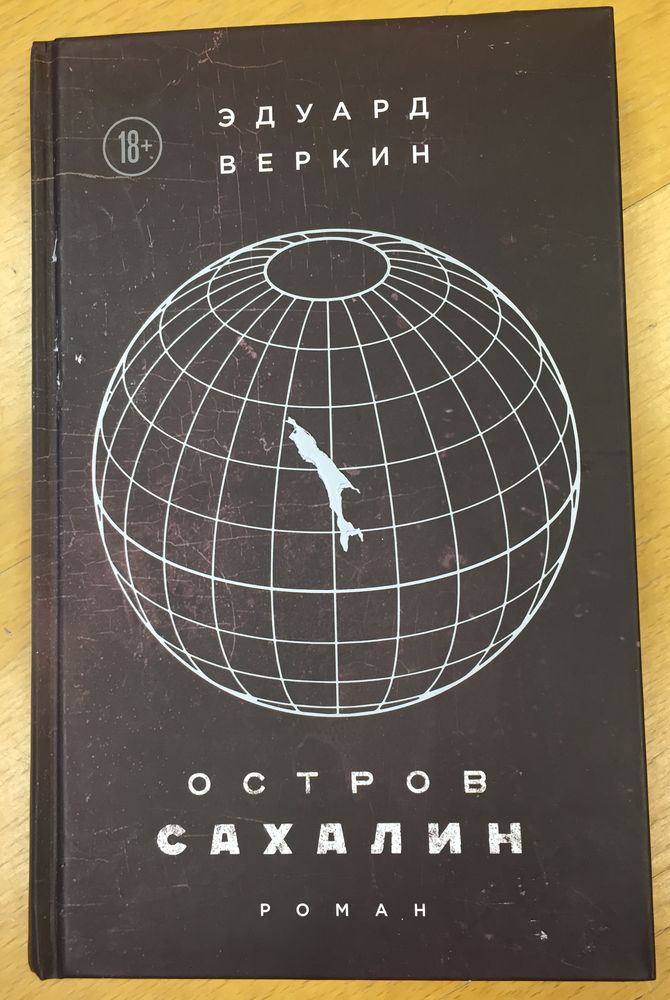 ЭДУАРД
ВЕРКИН
18+
ОСТРОВ
САХАЛИН
РОМАН